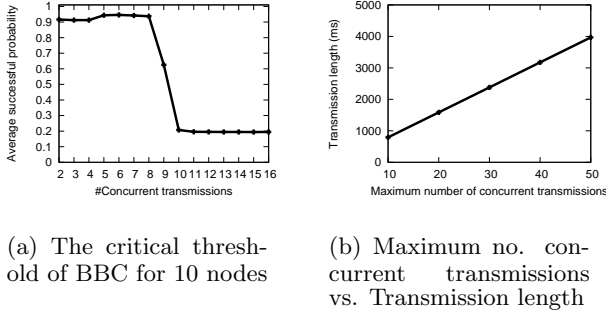 1
0.9
0.8
0.7
0.6
0.5
0.4
0.3
0.2
0.1
0
Average successful probability
2 3 4 5 6 7 8 9 10 11 12 13 14 15 16
#Concurrent transmissions
(a) The critical thresh-
old of BBC for 10 nodes
5000
4000
3000
2000
1000
0
Transmission length (ms)
10 20 30 40 50
Maximum number of concurrent transmissions
(b) Maximum no. con-
current transmissions
vs. Transmission length